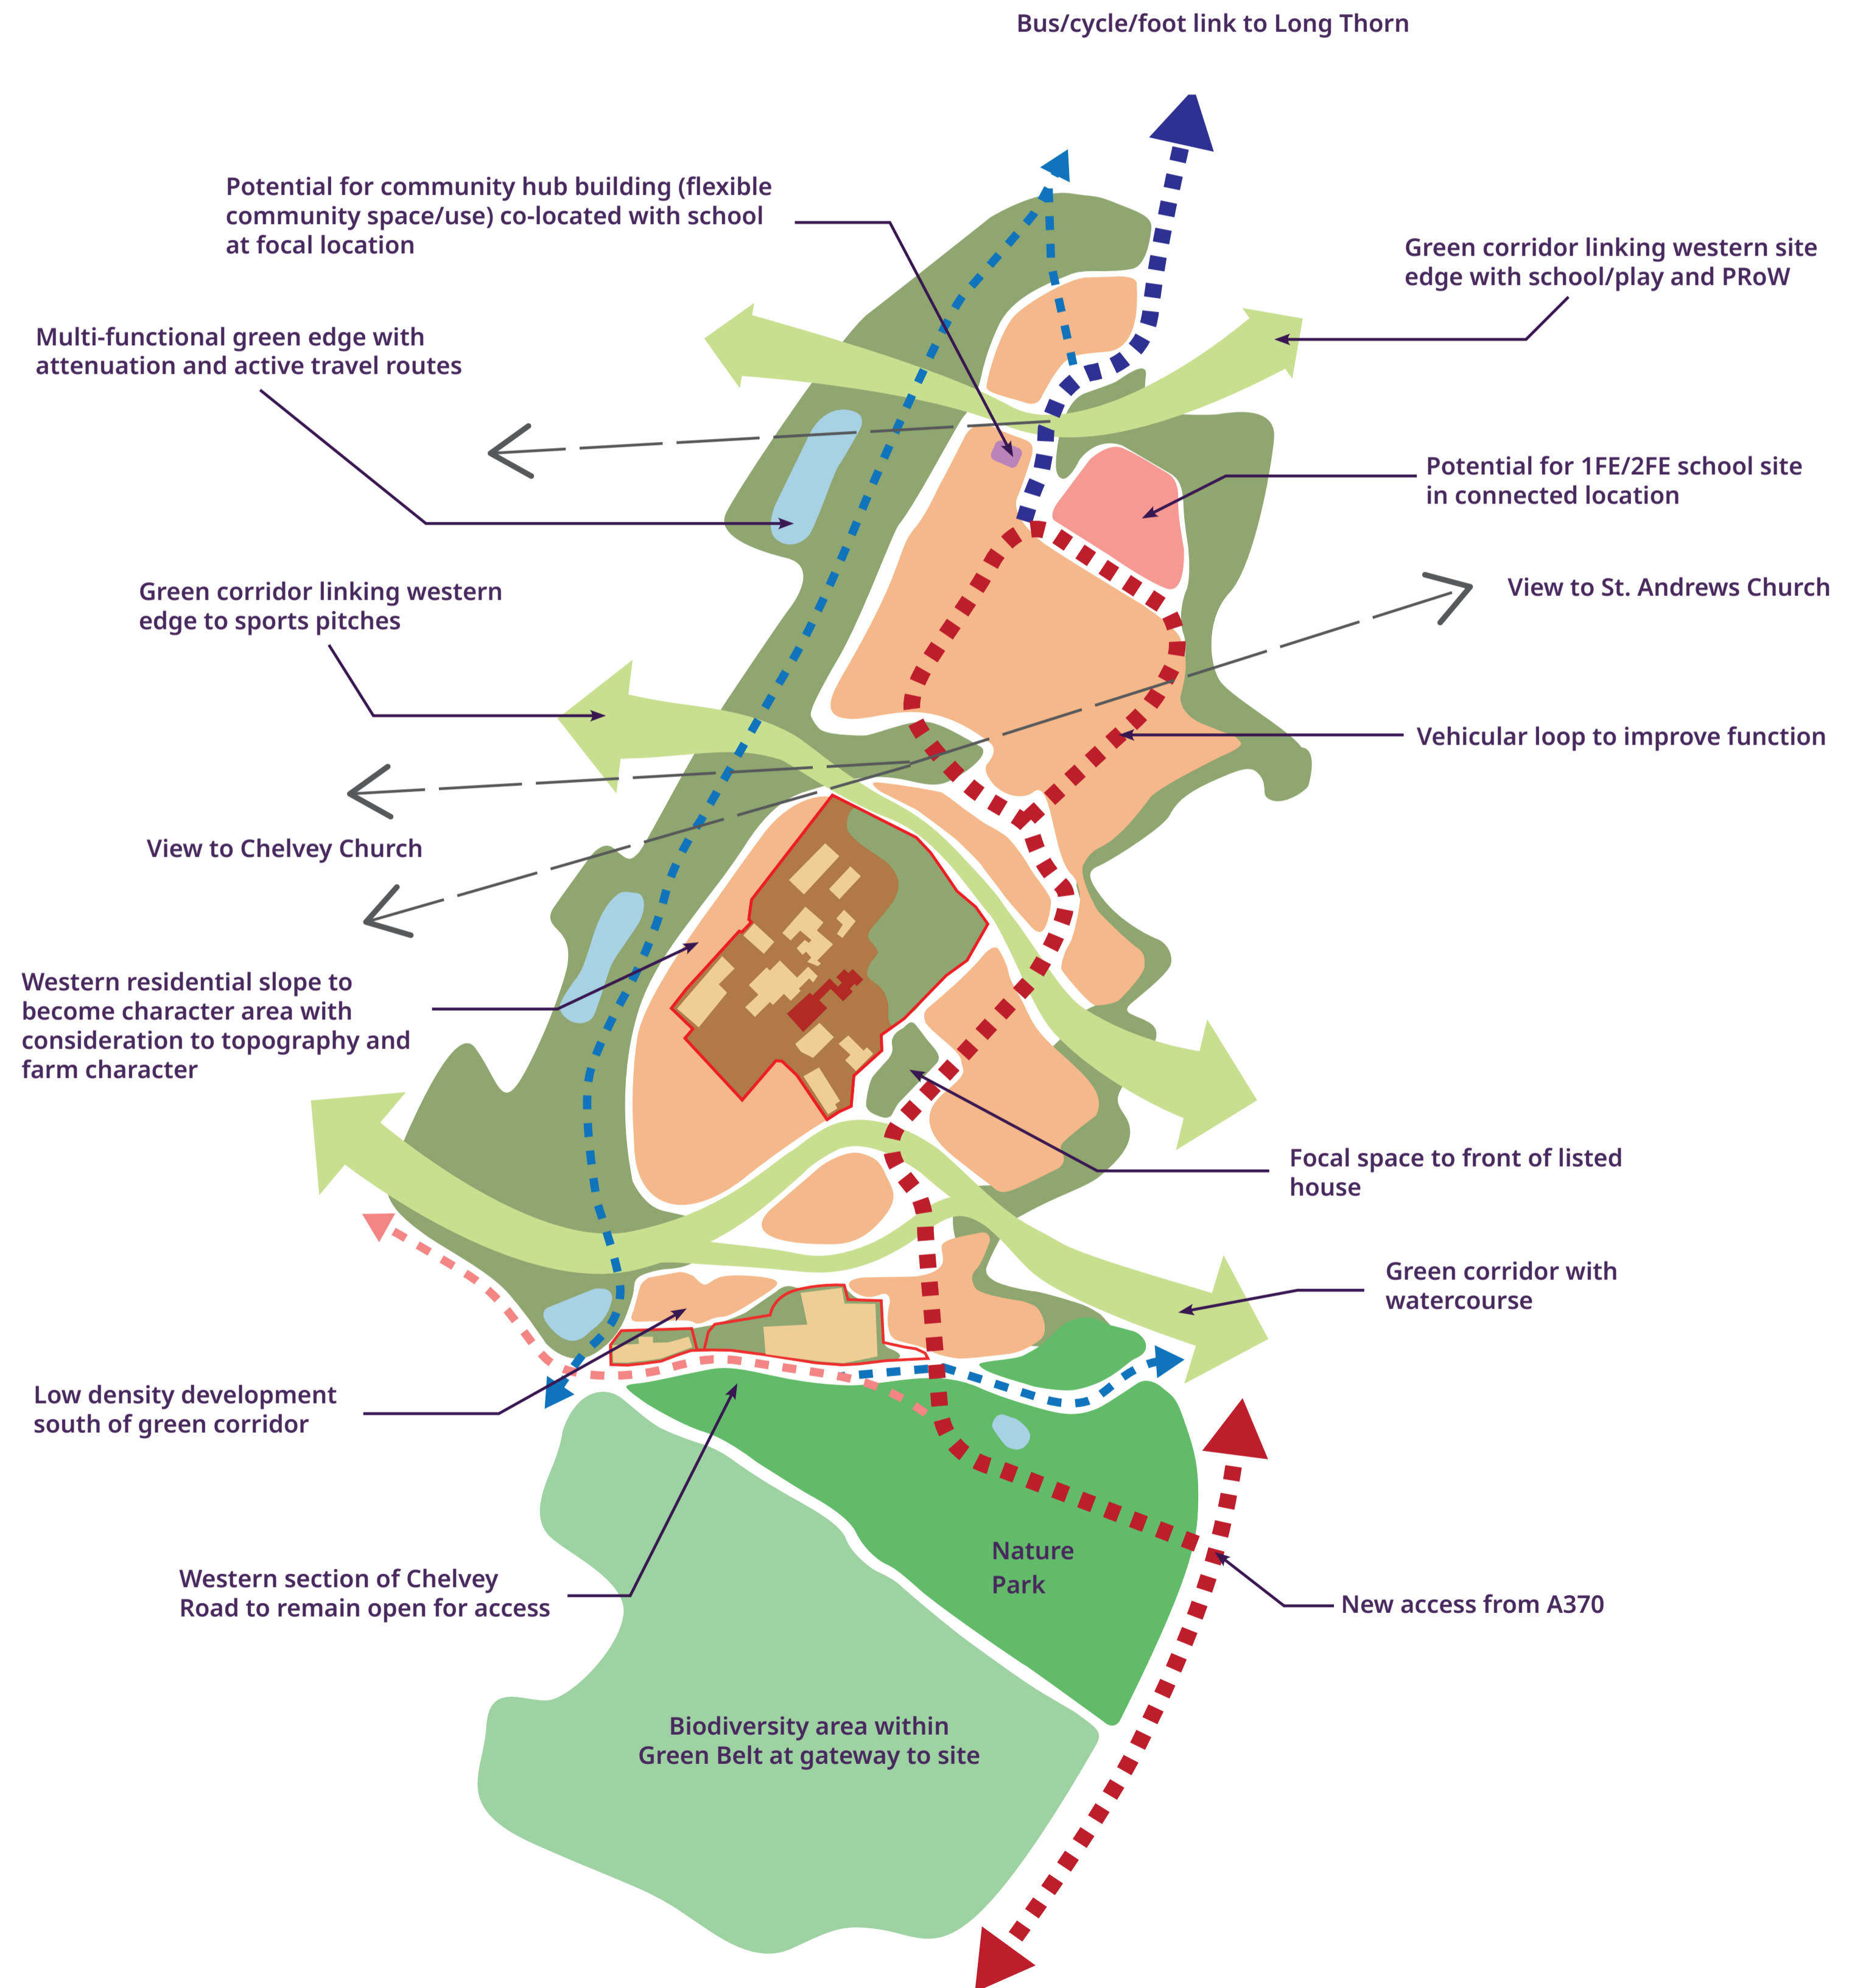 Bus/cycle/foot link to Long Thorn
Potential for community hub building (flexible
community space/use) co-located with school
at focal location
Green corridor linking western site
edge with school/play and PRoW
Multi-functional green edge with
attenuation and active travel routes
Potential for 1FE/2FE school site
in connected location
Green corridor linking western
edge to sports pitches
View to St. Andrews Church
Vehicular loop to improve function
View to Chelvey Church
Western residential slope to
become character area with
consideration to topography and
farm character
Focal space to front of listed
house
Green corridor with
watercourse
Low density development
south of green corridor
Nature
Park
Western section of Chelvey
Road to remain open for access
New access from A370
Biodiversity area within
Green Belt at gateway to site